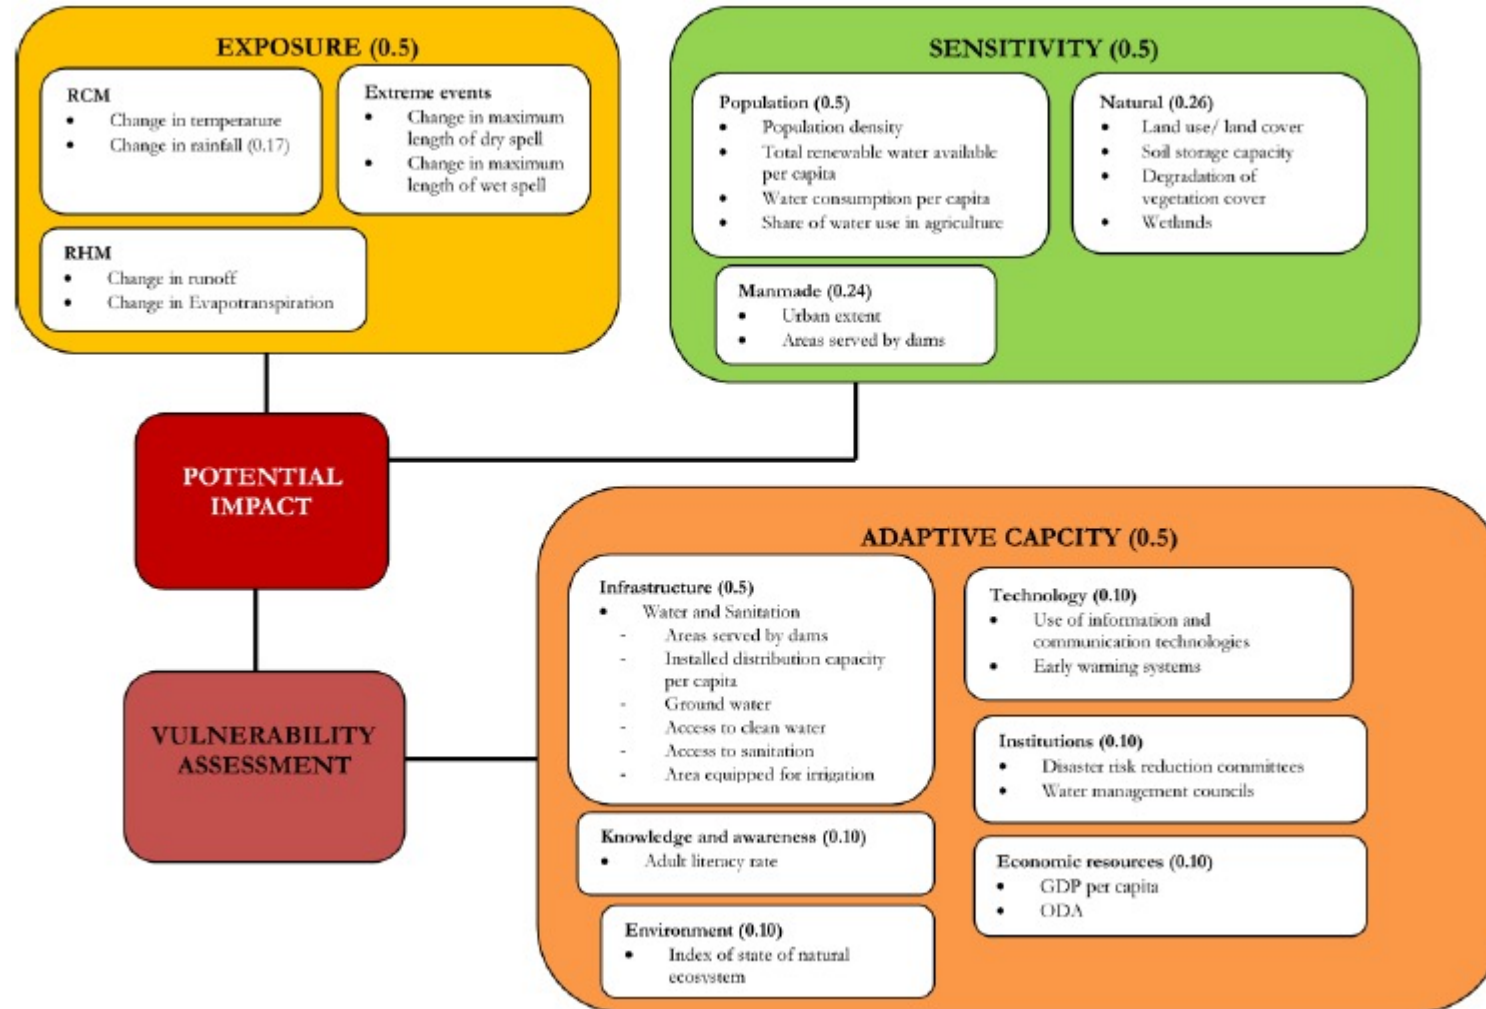 EXPOSURE (0.5)
RCM
• Change in temperature
• Change in rainfall (0.17)
Extreme events
• Change in maximum
length of dry spell
• Change in maximum
length of wet spell
RHM
• Change in runoff
• Change in Evapotranspiration
SENSITIVITY (0.5)
Population (0.5)
• Population density
• Total renewable water available
per capita
• Water consumption per capita
• Share of water use in agriculture
Natural (0.26)
• Land use/ land cover
• Soil storage capacity
• Degradation of
vegetation cover
• Wetlands
Manmade (0.24)
• Urban extent
• Areas served by dams
POTENTIAL
IMPACT
VULNERABILITY
ASSESSMENT
ADAPTIVE CAPCITY (0.5)
Infrastructure (0.5)
• Water and Sanitation
- Areas served by dams
- Installed distribution capacity
per capita
- Ground water
- Access to clean water
- Access to sanitation
- Area equipped for irrigation
Knowledge and awareness (0.10)
• Adult literacy rate
Environment (0.10)
• Index of state of natural
ecosystem
Technology (0.10)
• Use of information and
communication technologies
• Early warning systems
Institutions (0.10)
• Disaster risk reduction committees
• Water management councils
Economic resources (0.10)
• GDP per capita
• ODA